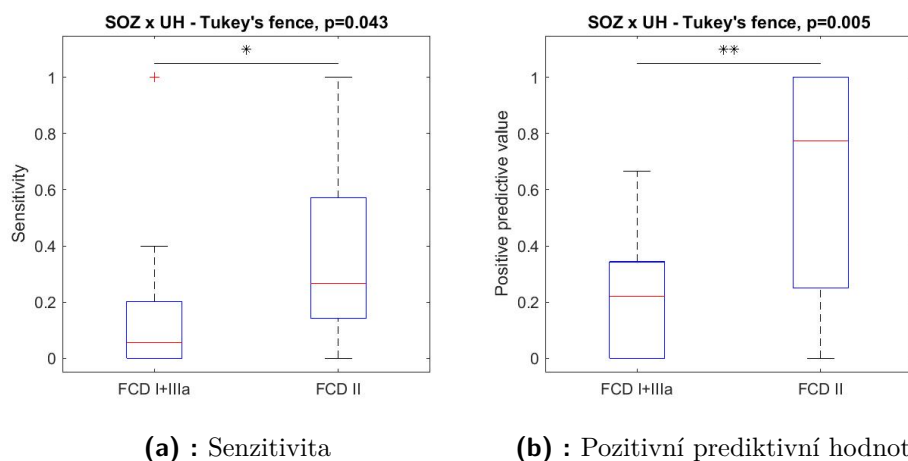 SOZ x UH - Tukey's fence, p=0.043
*
1
0.8
0.6
0.4
0.2
0
Sensitivity
FCD I+IIIa
FCD II
(a) : Senzitivita
SOZ x UH - Tukey's fence, p=0.005
**
1
0.8
0.6
0.4
0.2
0
Positive predictive value
FCD I+IIIa
FCD II
(b) : Pozitivní prediktivní hodnot